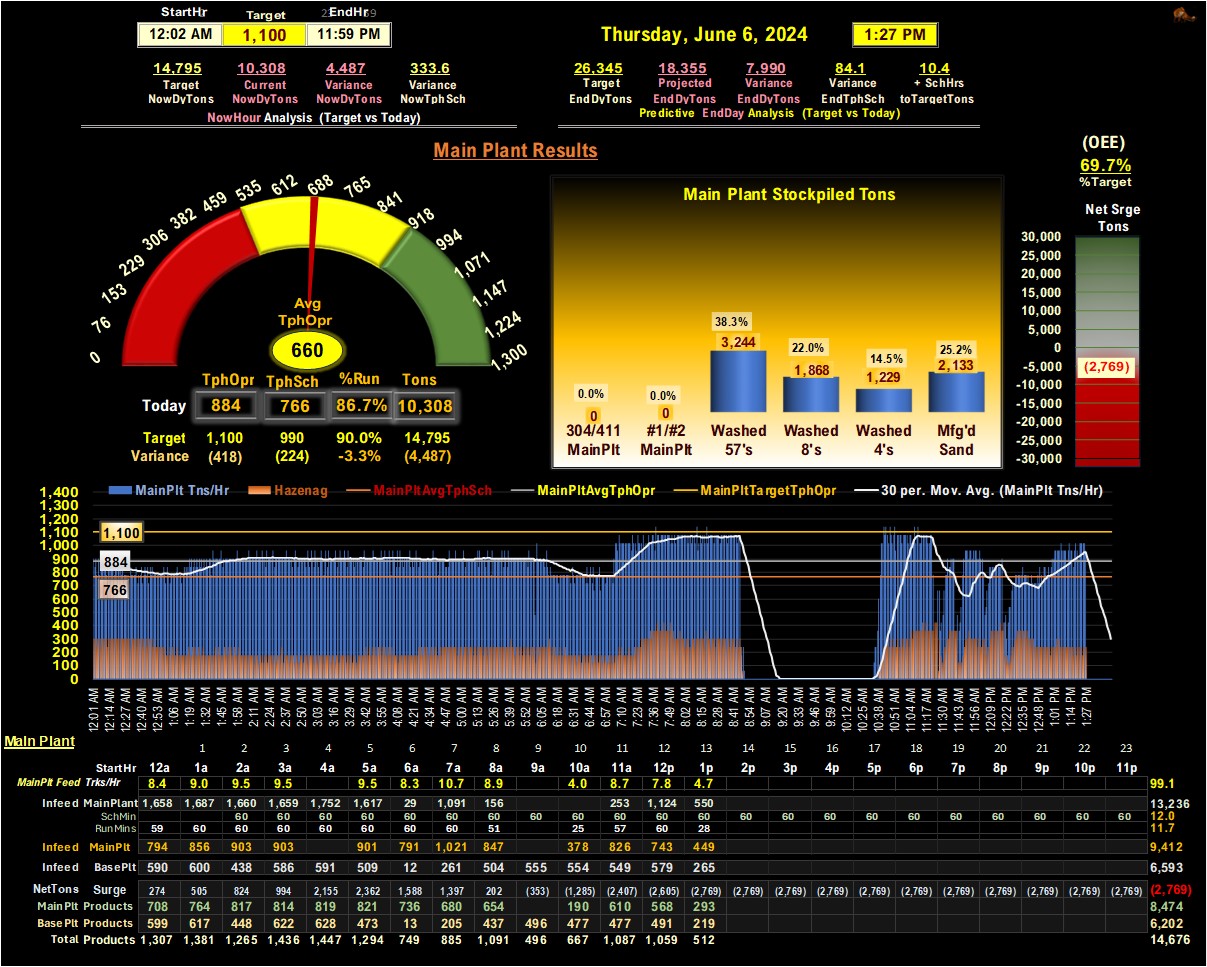 StartHr Target EndHr
12:02 AM 1,100 11:59 PM
Thursday, June 6, 2024 1:27 PM
14,795 10,308 4,487 333.6
Target Current Variance Variance
NowDyTons NowDyTons NowDyTons NowTphSch
NowHour Analysis (Target vs Today)
26,345 18,355 7,990 84.1 10.4
Target Projected Variance Variance + SchHrs
EndDyTons EndDyTons EndDyTons EndTphSch toTargetTons
Predictive EndDay Analysis (Target vs Today)
Main Plant Results
(OEE)
69.7%
%Target
0 76 153 229 306 382 459 535 612 688 765 841 918 994 1,071 1,147 1,224 1,300
Avg
TphOpr
660
TphOpr TphSch %Run Tons
Today 884 766 86.7% 10,308
Target 1,100 990 90.0% 14,795
Variance (418) (224) -3.3% (4,487)
Main Plant Stockpiled Tons
0.0% 0.0% 38.3% 22.0% 14.5% 25.2%
0 0 3,244 1,868 1,229 2,133
304/411 #1/#2 Washed Washed Washed Mfg'd
MainPlt MainPlt 57's 8's 4's Sand
Net Srge
Tons
30,000
25,000
20,000
15,000
10,000
5,000
0
-5,000
-10,000
-15,000
-20,000
-25,000
-30,000
(2,769)
MainPlt Tns/Hr Hazenag MainPltAvgTphSch MainPltAvgTphOpr MainPltTargetTphOpr 30 per. Mov. Avg. (MainPlt Tns/Hr)
1,400
1,300
1,200
1,100
1,000
900
800
700
600
500
400
300
200
100
0
1,100
884
766
12:01 AM 12:14 AM 12:27 AM 12:40 AM 12:53 AM 1:06 AM 1:19 AM 1:32 AM 1:45 AM 1:58 AM 2:11 AM 2:24 AM 2:37 AM 2:50 AM 3:03 AM 3:16 AM 3:29 AM 3:42 AM 3:55 AM 4:08 AM 4:21 AM 4:34 AM 4:47 AM 5:00 AM 5:13 AM 5:26 AM 5:39 AM 5:52 AM 6:05 AM 6:18 AM 6:31 AM 6:44 AM 6:57 AM 7:10 AM 7:23 AM 7:36 AM 7:49 AM 8:02 AM 8:15 AM 8:28 AM 8:41 AM 8:54 AM 9:07 AM 9:20 AM 9:33 AM 9:46 AM 9:59 AM 10:12 AM 10:25 AM 10:38 AM 10:51 AM 11:04 AM 11:17 AM 11:30 AM 11:43 AM 11:56 AM 12:09 PM 12:22 PM 12:35 PM 12:48 PM 1:01 PM 1:14 PM 1:27 PM
Main Plant
1 2 3 4 5 6 7 8 9 10 11 12 13 14 15 16 17 18 19 20 21 22 23
StartHr 12a 1a 2a 3a 4a 5a 6a 7a 8a 9a 10a 11a 12p 1p 2p 3p 4p 5p 6p 7p 8p 9p 10p 11p
MainPlt Feed Trks/Hr 8.4 9.0 9.5 9.5 9.5 8.3 10.7 8.9 4.0 8.7 7.8 4.7 99.1
Infeed MainPlant 1,658 1,687 1,660 1,659 1,752 1,617 29 1,091 156 253 1,124 550 13,236
SchMin 60 60 60 60 60 60 60 60 60 60 60 60 60 60 60 60 60 60 60 60 60 60 12.0
RunMins 59 60 60 60 60 60 60 60 51 25 57 60 28 11.7
Infeed MainPlt 794 856 903 903 901 791 1,021 847 378 826 743 449 9,412
Infeed BasePlt 590 600 438 586 591 509 12 261 504 555 554 549 579 265 6,593
NetTons Surge 274 505 824 994 2,155 2,362 1,588 1,397 202 (353) (1,285) (2,407) (2,605) (2,769) (2,769) (2,769) (2,769) (2,769) (2,769) (2,769) (2,769) (2,769) (2,769) (2,769) (2,769)
MainPlt Products 708 764 817 814 819 821 736 680 654 190 610 568 293 8,474
BasePlt Products 599 617 448 622 628 473 13 205 437 496 477 477 491 219 6,202
Total Products 1,307 1,381 1,265 1,436 1,447 1,294 749 885 1,091 496 667 1,087 1,059 512 14,676